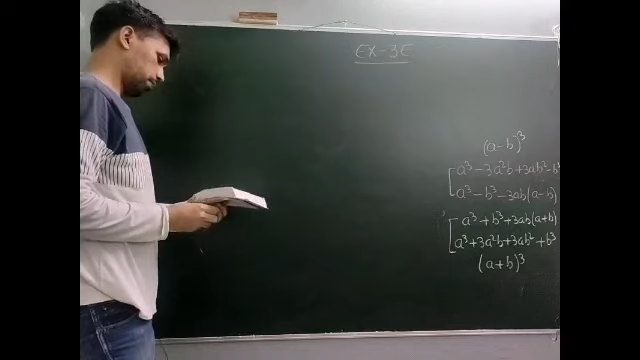 EX-3E
(a-b)³
a³-3a²b+3ab²-b³
a³-b³-3ab(a-b)
a³+b³+3ab(a+b)
a³+3a²b+3ab²+b³
(a+b)³